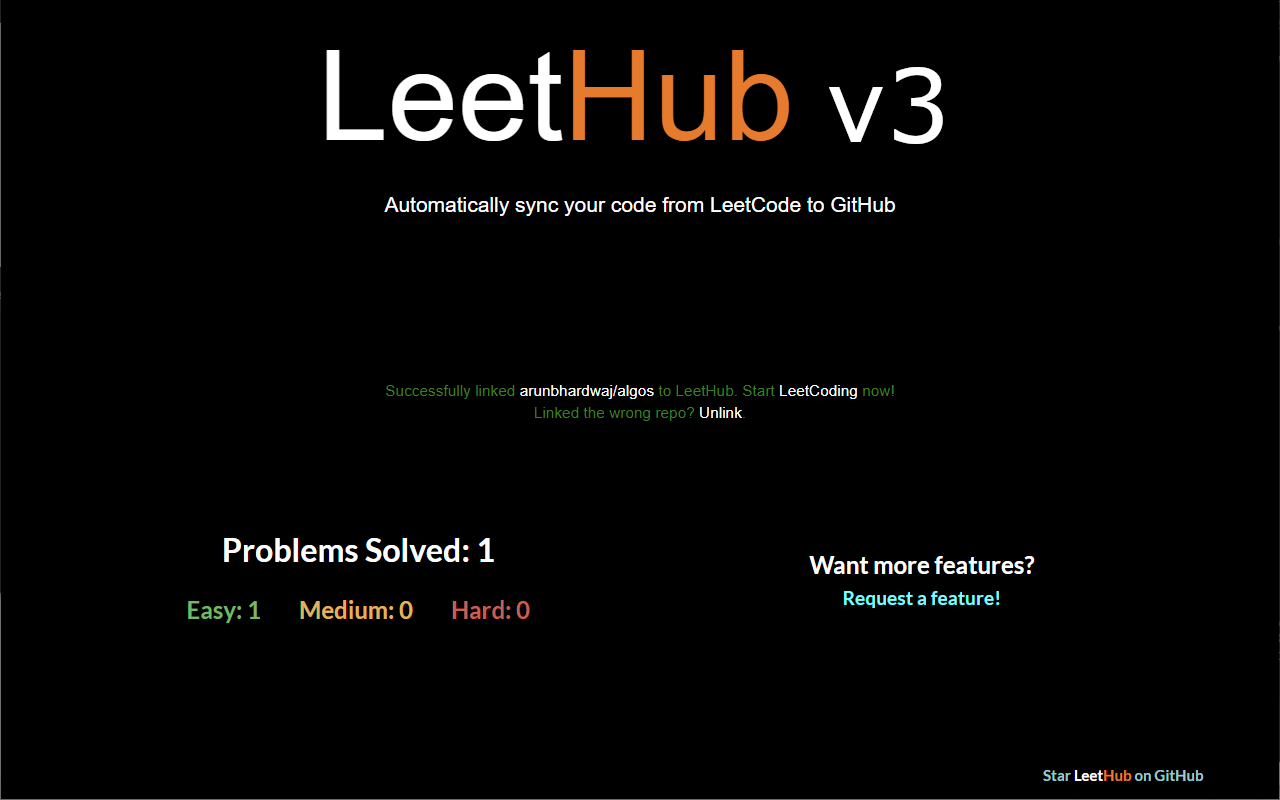 LeetHub v3
Automatically sync your code from LeetCode to GitHub
Successfully linked arunbhardwaj/algos to LeetHub. Start LeetCoding now!
Linked the wrong repo? Unlink.
Problems Solved: 1
Easy: 1 Medium: 0 Hard: 0
Want more features?
Request a feature!
Star LeetHub on GitHub